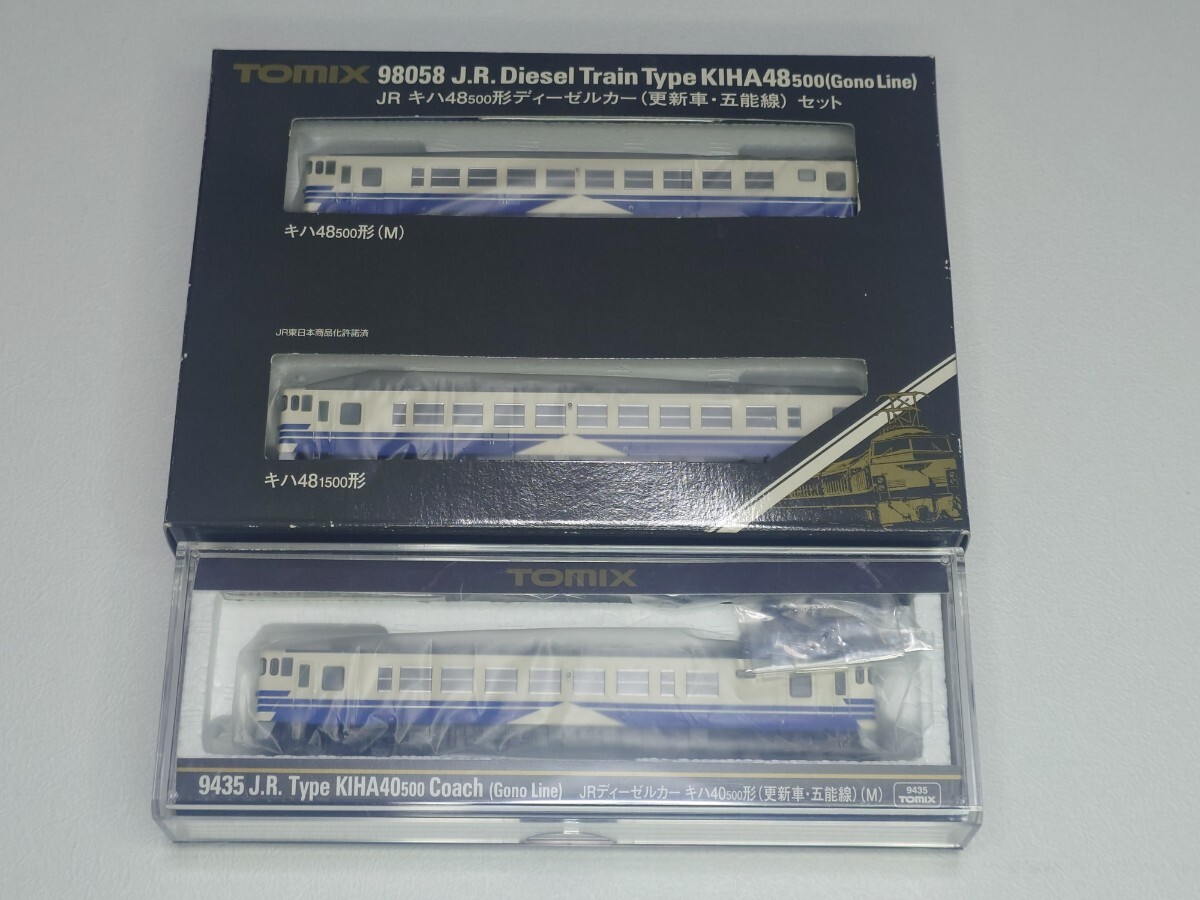 TOMIX 98058 J.R. Diesel Train Type KIHA48500(Gono Line)
JR キハ48500形ディーゼルカー(更新車・五能線) セット
キハ48500形(M)
JR東日本商品化許諾済
キハ481500形
TOMIX
9435 J.R. Type KIHA40500 Coach (Gono Line) JRディーゼルカー キハ40500形(更新車・五能線)(M)
9435
TOMIX